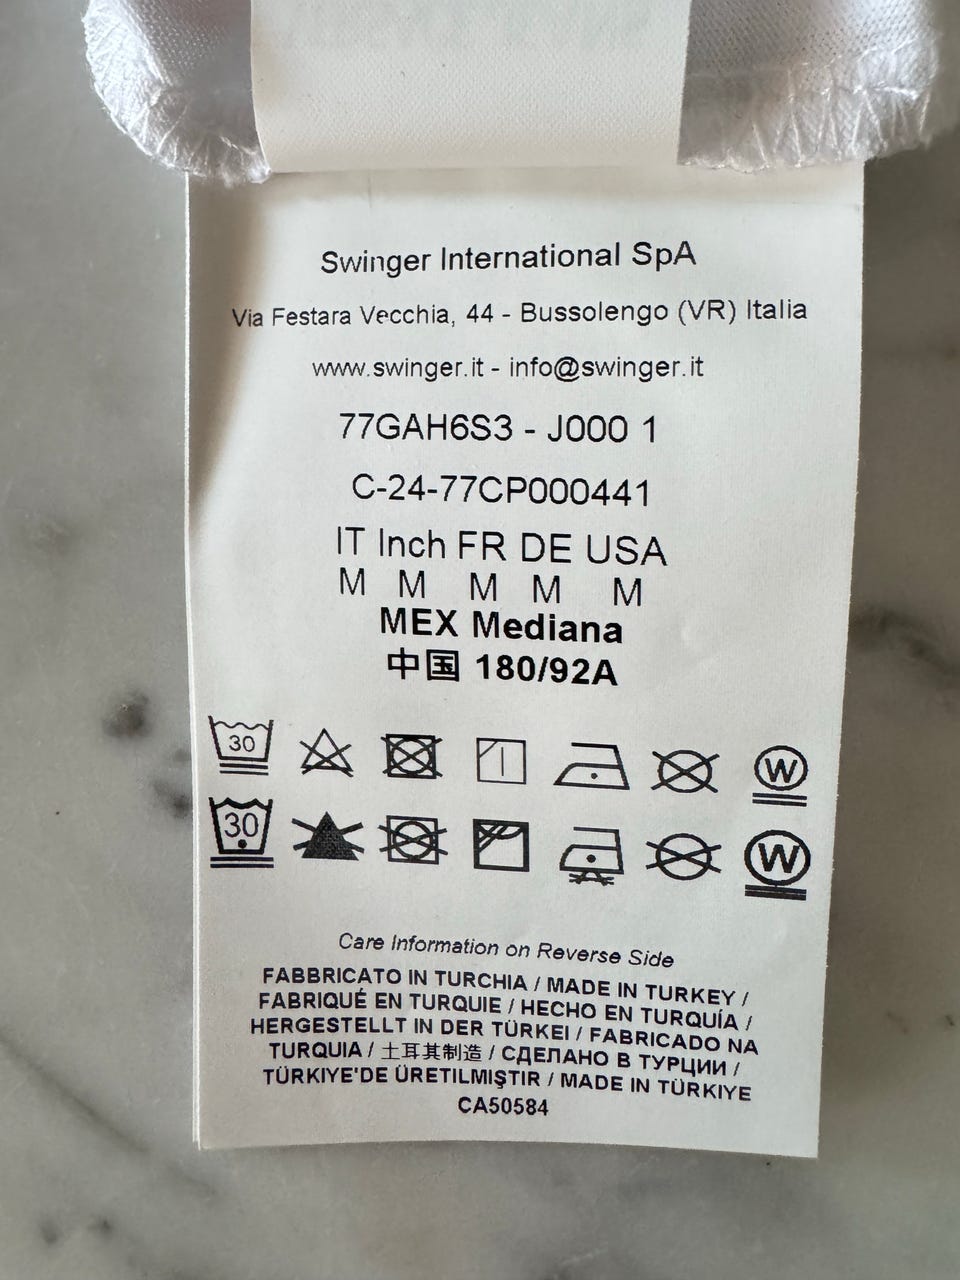 Swinger International SpA
Via Festara Vecchia, 44 - Bussolengo (VR) Italia
www.swinger.it - info@swinger.it
77GAH6S3 - J000 1
C-24-77CP000441
IT Inch FR DE USA
M M M M M
MEX Mediana
中国 180/92A
30 W
30 W
Care Information on Reverse Side
FABBRICATO IN TURCHIA / MADE IN TURKEY /
FABRIQUÉ EN TURQUIE / HECHO EN TURQUÍA /
HERGESTELLT IN DER TÜRKEI / FABRICADO NA
TURQUIA / 土耳其制造 / СДЕЛАНО В ТУРЦИИ /
TÜRKIYE'DE ÜRETILMIŞTIR / MADE IN TÜRKIYE
CA50584